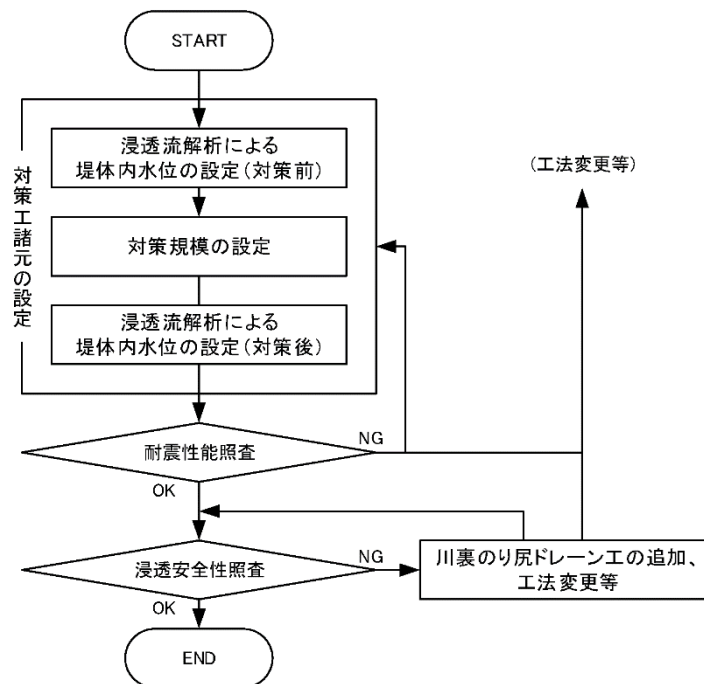 START
対策工諸元の設定
浸透流解析による
堤体内水位の設定(対策前)
(工法変更等)
対策規模の設定
浸透流解析による
堤体内水位の設定(対策後)
耐震性能照査
NG
OK
浸透安全性照査
NG
川裏のり尻ドレーン工の追加、
工法変更等
OK
END